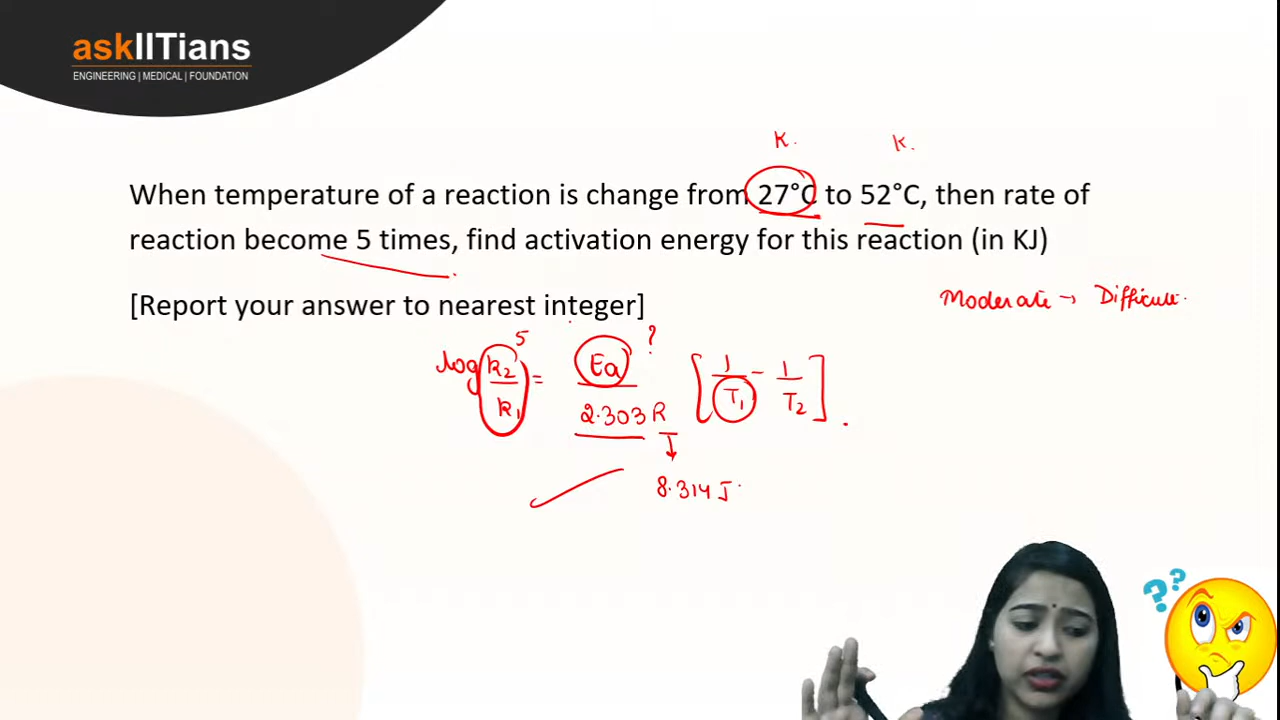 askIITians
ENGINEERING | MEDICAL | FOUNDATION
K. K.
When temperature of a reaction is change from 27°C to 52°C, then rate of
reaction become 5 times, find activation energy for this reaction (in KJ)
[Report your answer to nearest integer]
Moderate → Difficult.
log k2/k1 5 = Ea ? / 2.303 R [1/T1 - 1/T2].
8.314 J.
? ? ?